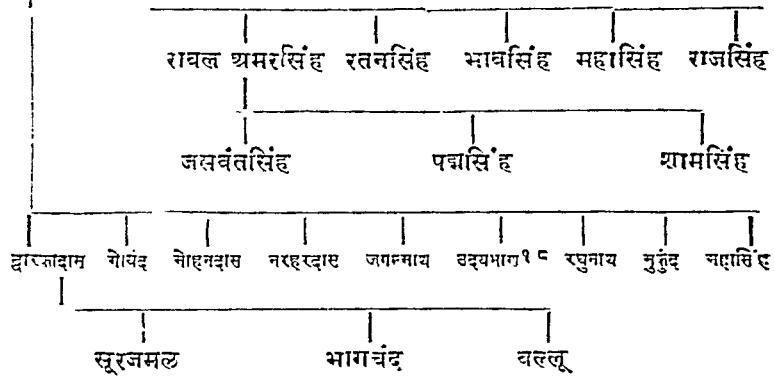 रावल अमरसिंह रतनसिंह भावसिंह महासिंह राजसिंह
जसवंतसिंह पद्मसिंह शामसिंह
द्वारकादास गोयंद मोहनदास नरहरदास जगन्नाथ उदयभाण१८ रघुनाथ मुकुंद महासिंह
सूरजमल भागचंद वल्लू